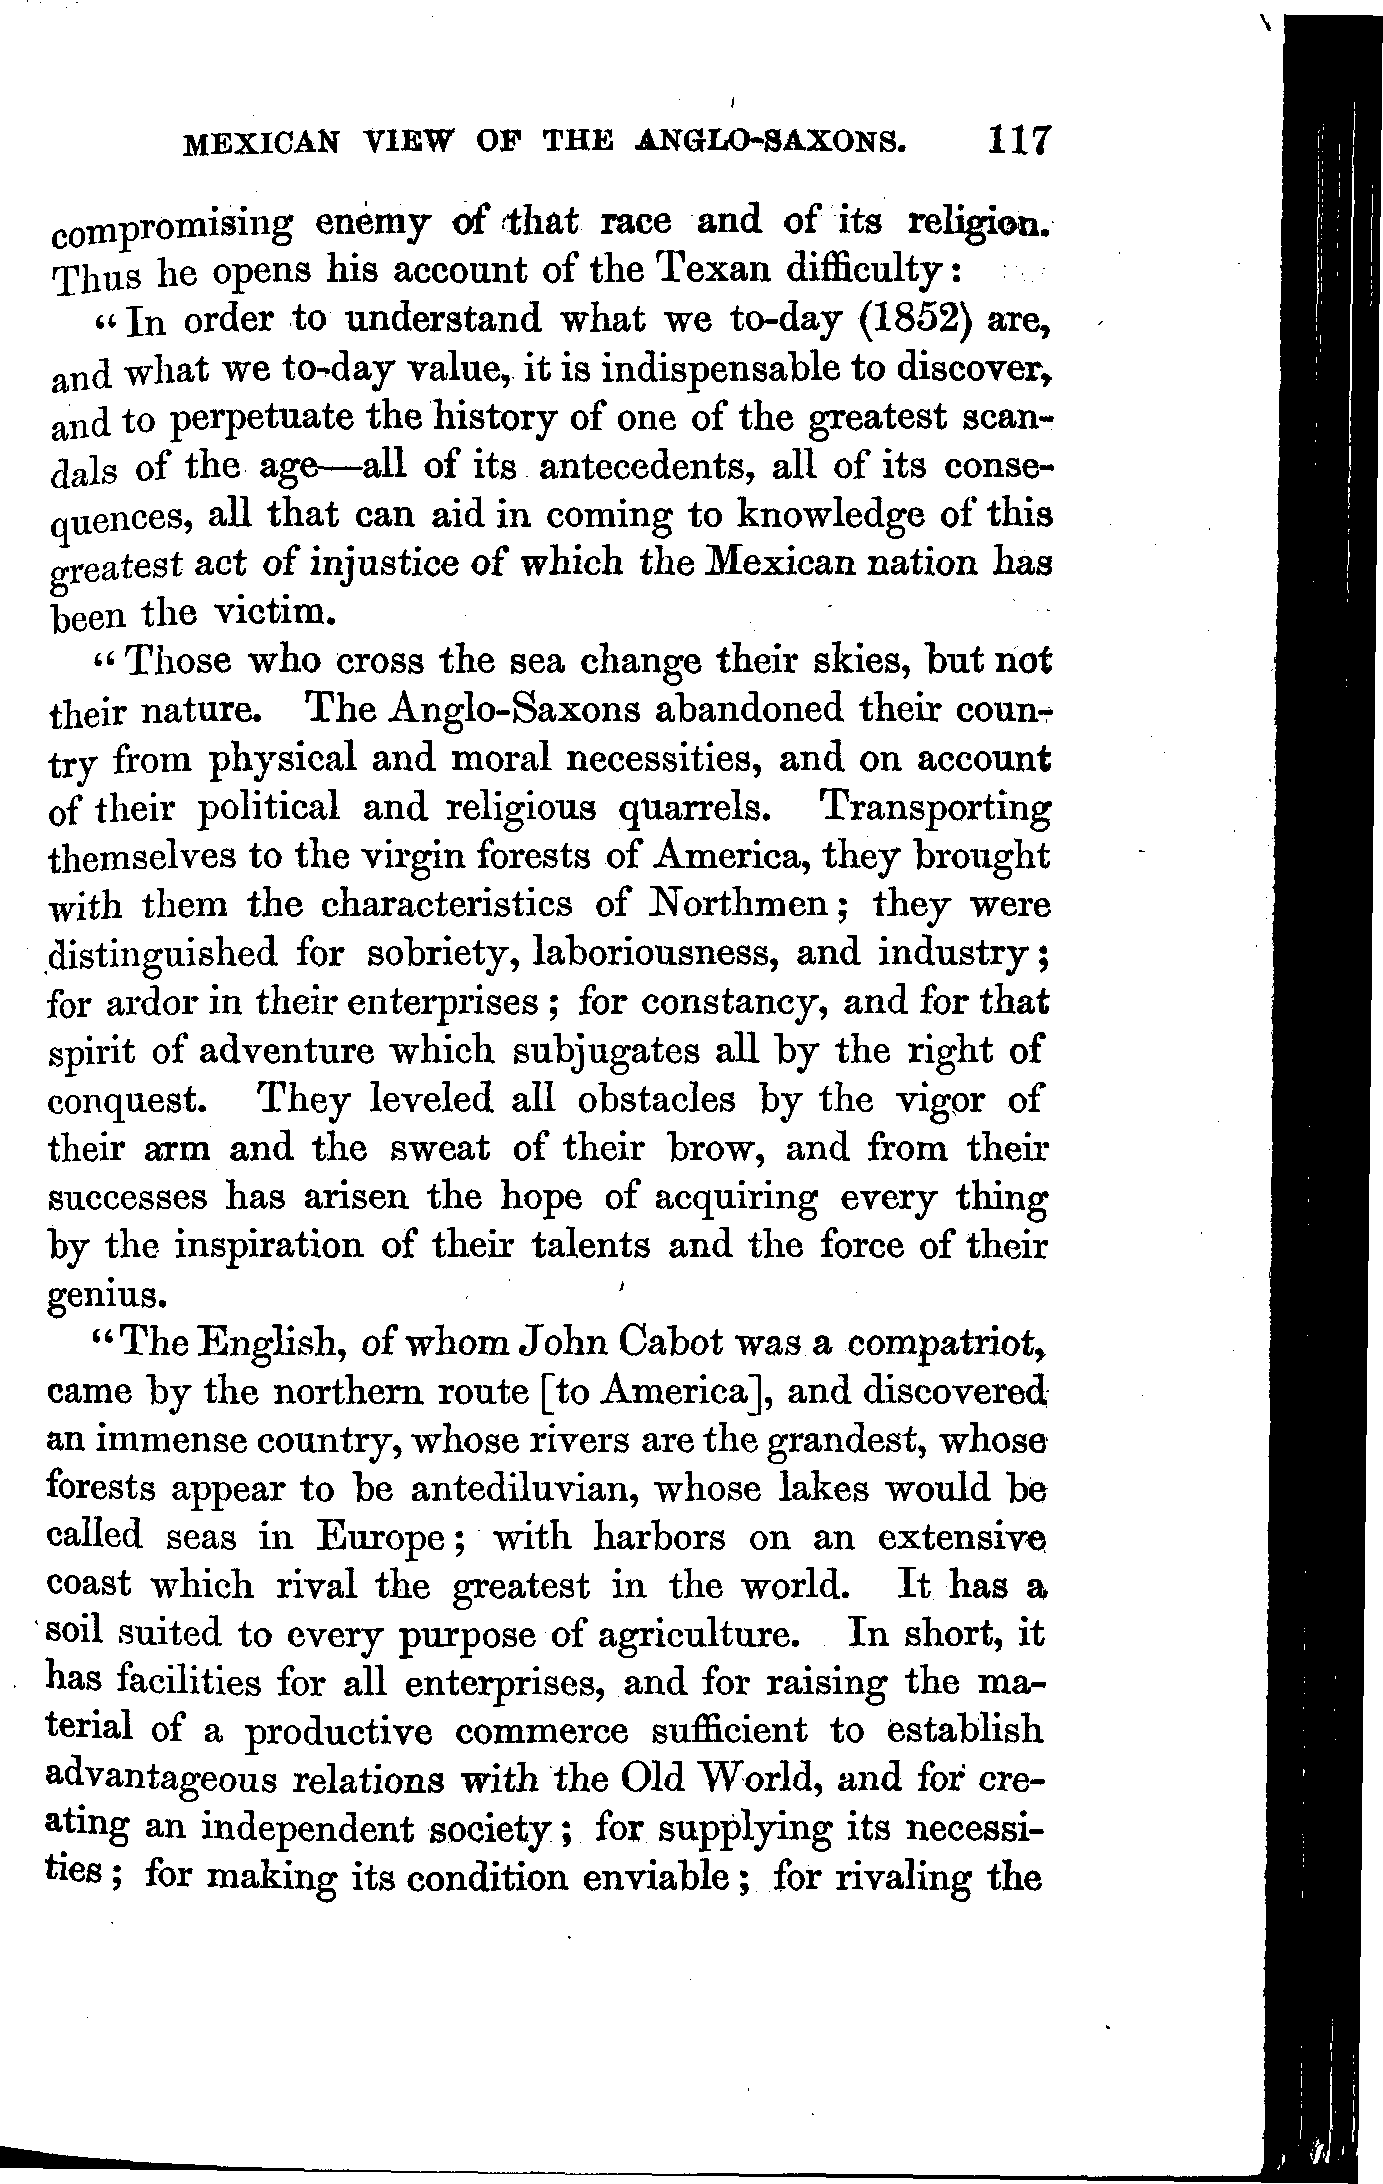 MEXICAN VIEW OF THE ANGLO-SAXONS. 117
compromising enemy of that race and of its religion.
Thus he opens his account of the Texan difficulty:
"In order to understand what we to-day (1852) are,
and what we to-day value, it is indispensable to discover,
and to perpetuate the history of one of the greatest scan-
dals of the age—all of its antecedents, all of its conse-
quences, all that can aid in coming to knowledge of this
greatest act of injustice of which the Mexican nation has
been the victim.
"Those who cross the sea change their skies, but not
their nature. The Anglo-Saxons abandoned their coun-
try from physical and moral necessities, and on account
of their political and religious quarrels. Transporting
themselves to the virgin forests of America, they brought
with them the characteristics of Northmen; they were
distinguished for sobriety, laboriousness, and industry;
for ardor in their enterprises; for constancy, and for that
spirit of adventure which subjugates all by the right of
conquest. They leveled all obstacles by the vigor of
their arm and the sweat of their brow, and from their
successes has arisen the hope of acquiring every thing
by the inspiration of their talents and the force of their
genius.
"The English, of whom John Cabot was a compatriot,
came by the northern route [to America], and discovered
an immense country, whose rivers are the grandest, whose
forests appear to be antediluvian, whose lakes would be
called seas in Europe; with harbors on an extensive
coast which rival the greatest in the world. It has a
soil suited to every purpose of agriculture. In short, it
has facilities for all enterprises, and for raising the ma-
terial of a productive commerce sufficient to establish
advantageous relations with the Old World, and for cre-
ating an independent society; for supplying its necessi-
ties; for making its condition enviable; for rivaling the